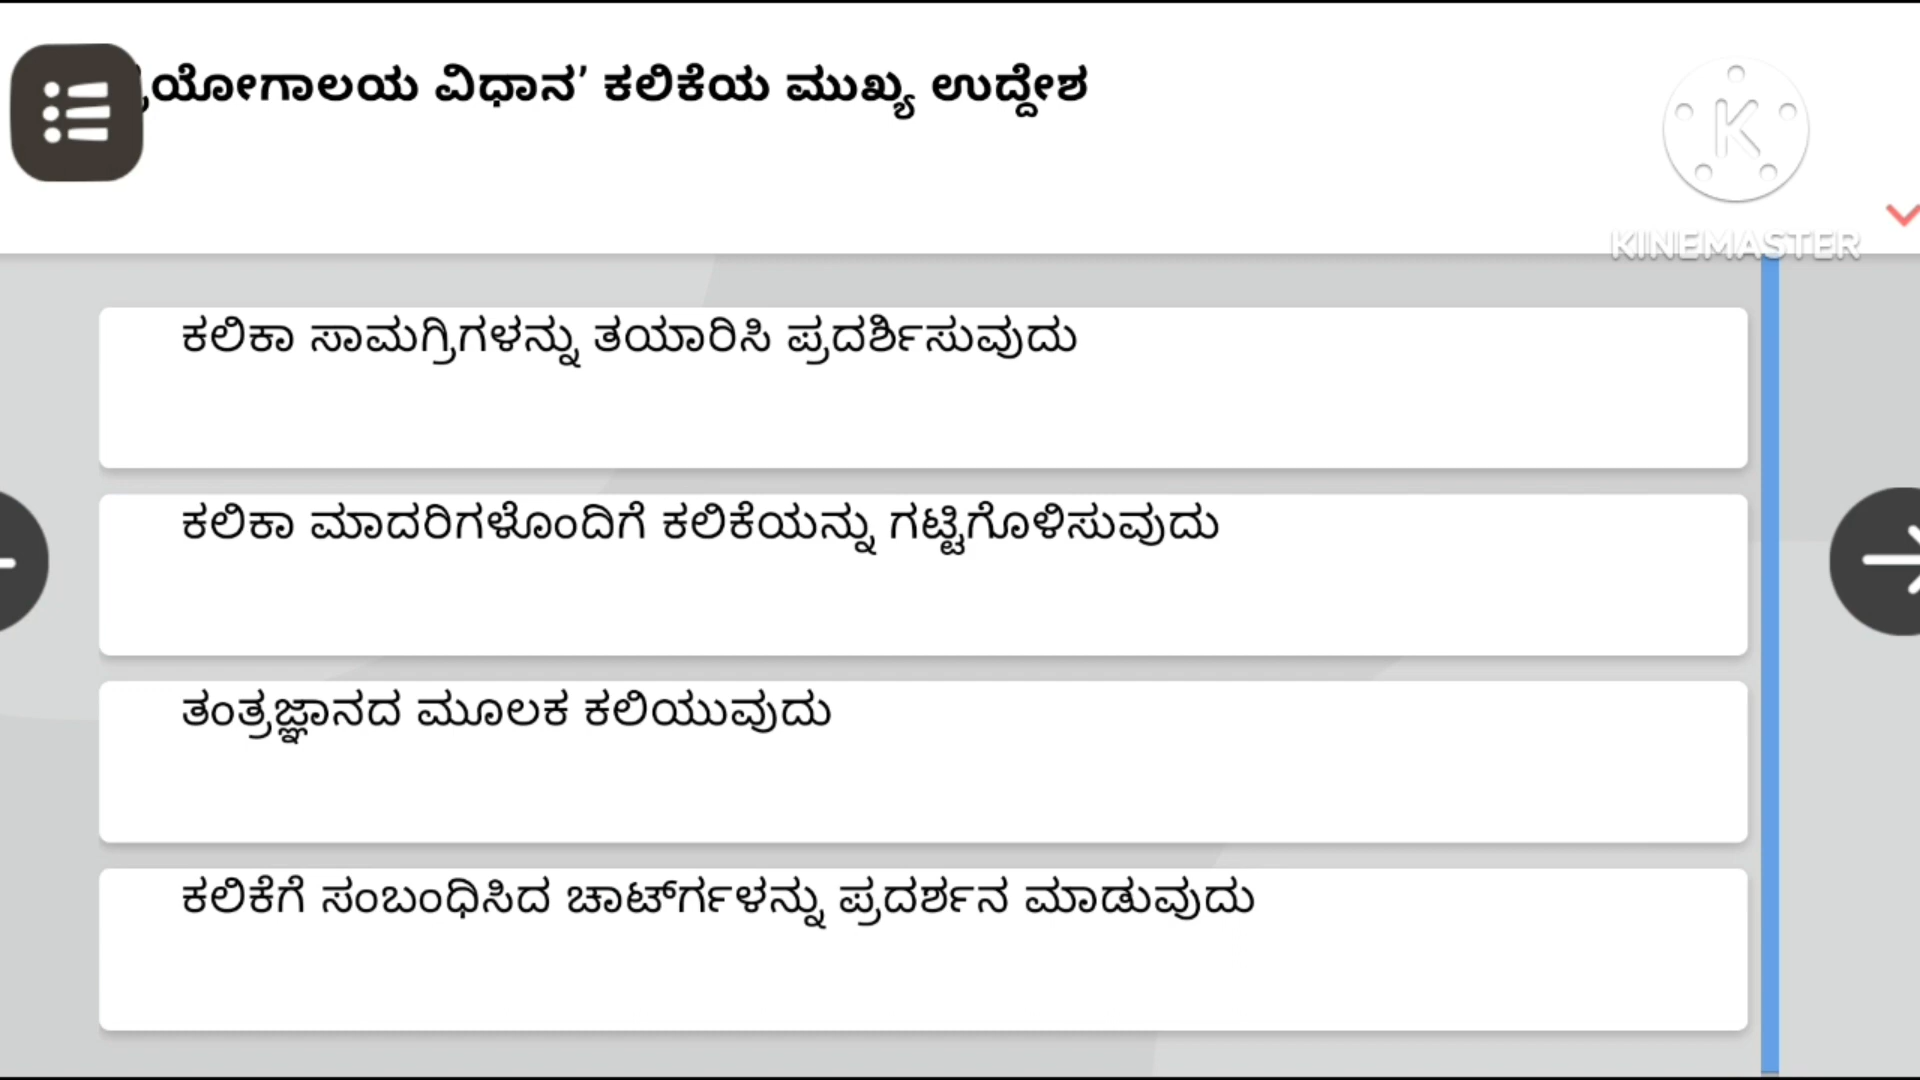 ವಿಧಾನ’ ಕಲಿಕೆಯ ಮುಖ್ಯ ಉದ್ದೇಶ
KINEMASTER
ಕಲಿಕಾ ಸಾಮಗ್ರಿಗಳನ್ನು ತಯಾರಿಸಿ ಪ್ರದರ್ಶಿಸುವುದು
ಕಲಿಕಾ ಮಾದರಿಗಳೊಂದಿಗೆ ಕಲಿಕೆಯನ್ನು ಗಟ್ಟಿಗೊಳಿಸುವುದು
ತಂತ್ರಜ್ಞಾನದ ಮೂಲಕ ಕಲಿಯುವುದು
ಕಲಿಕೆಗೆ ಸಂಬಂಧಿಸಿದ ಚಾರ್ಟ್‌ಗಳನ್ನು ಪ್ರದರ್ಶನ ಮಾಡುವುದು